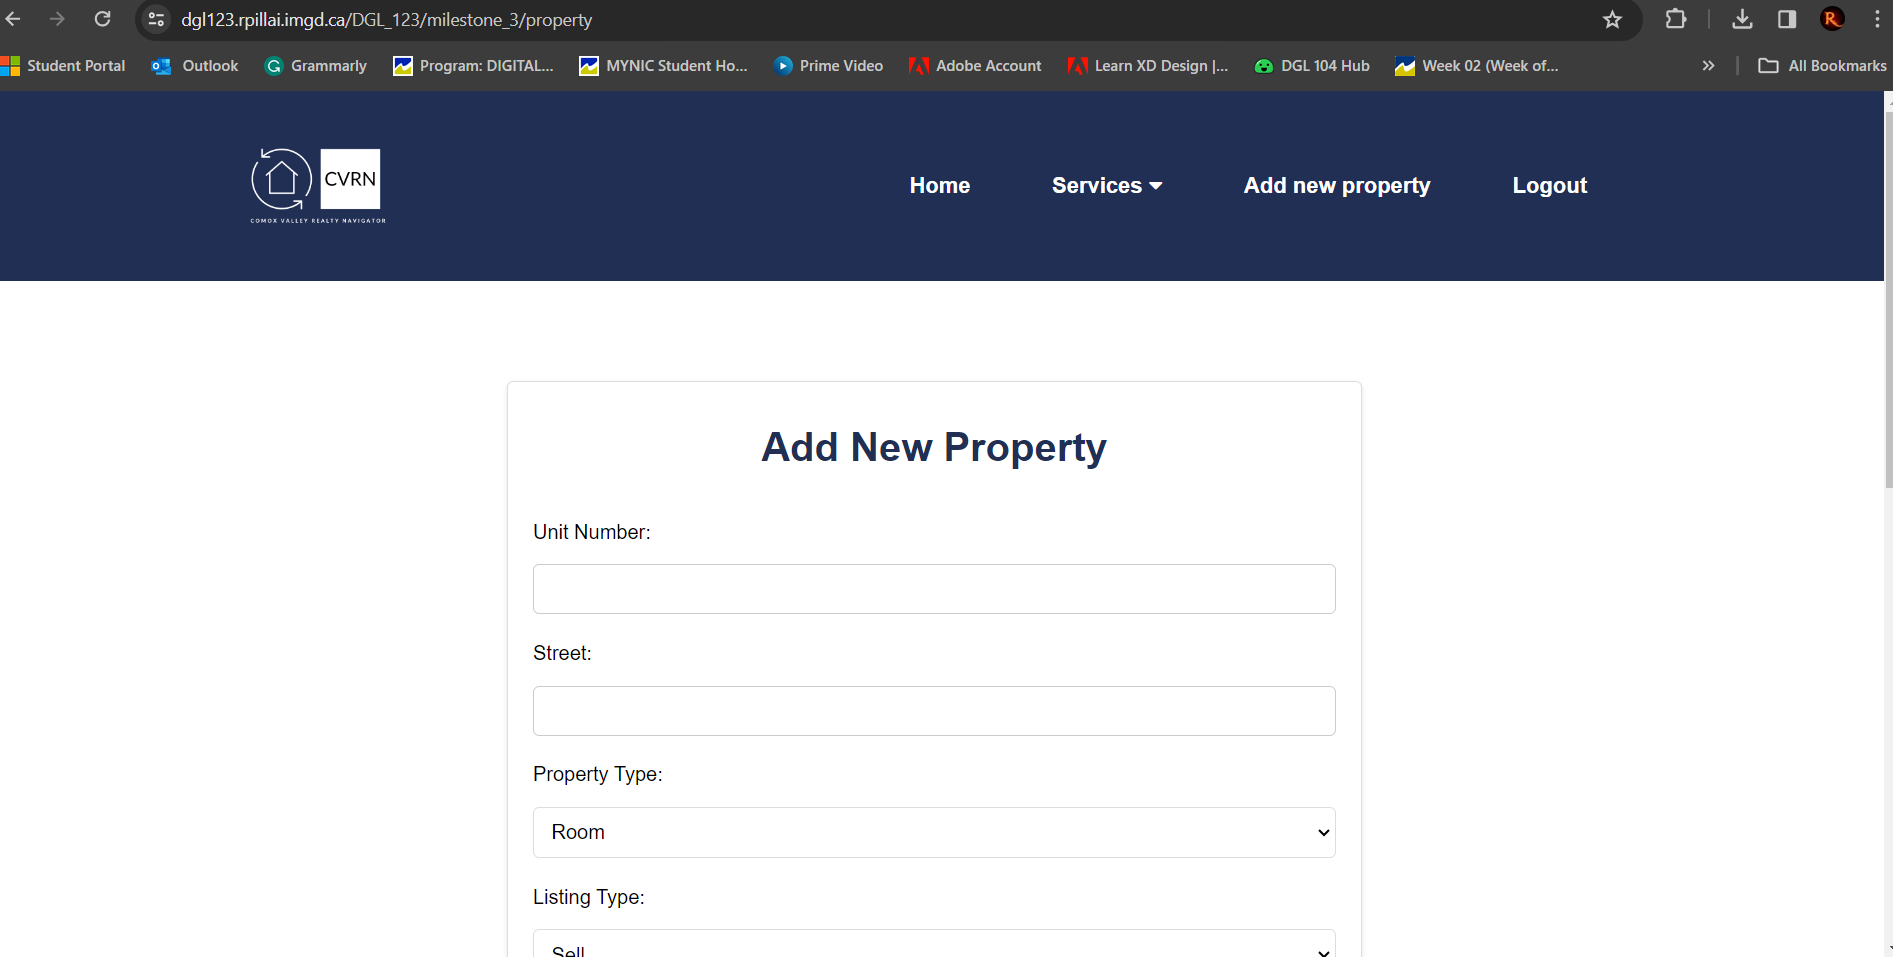 dgl123.rpillai.imgd.ca/DGL_123/milestone_3/property
R
Student Portal Outlook Grammarly Program: DIGITAL... MYNIC Student Ho... Prime Video Adobe Account Learn XD Design |... DGL 104 Hub Week 02 (Week of... » All Bookmarks
CVRN
COMOX VALLEY REALTY NAVIGATOR
Home Services Add new property Logout
Add New Property
Unit Number:
Street:
Property Type:
Room
Listing Type:
Sell